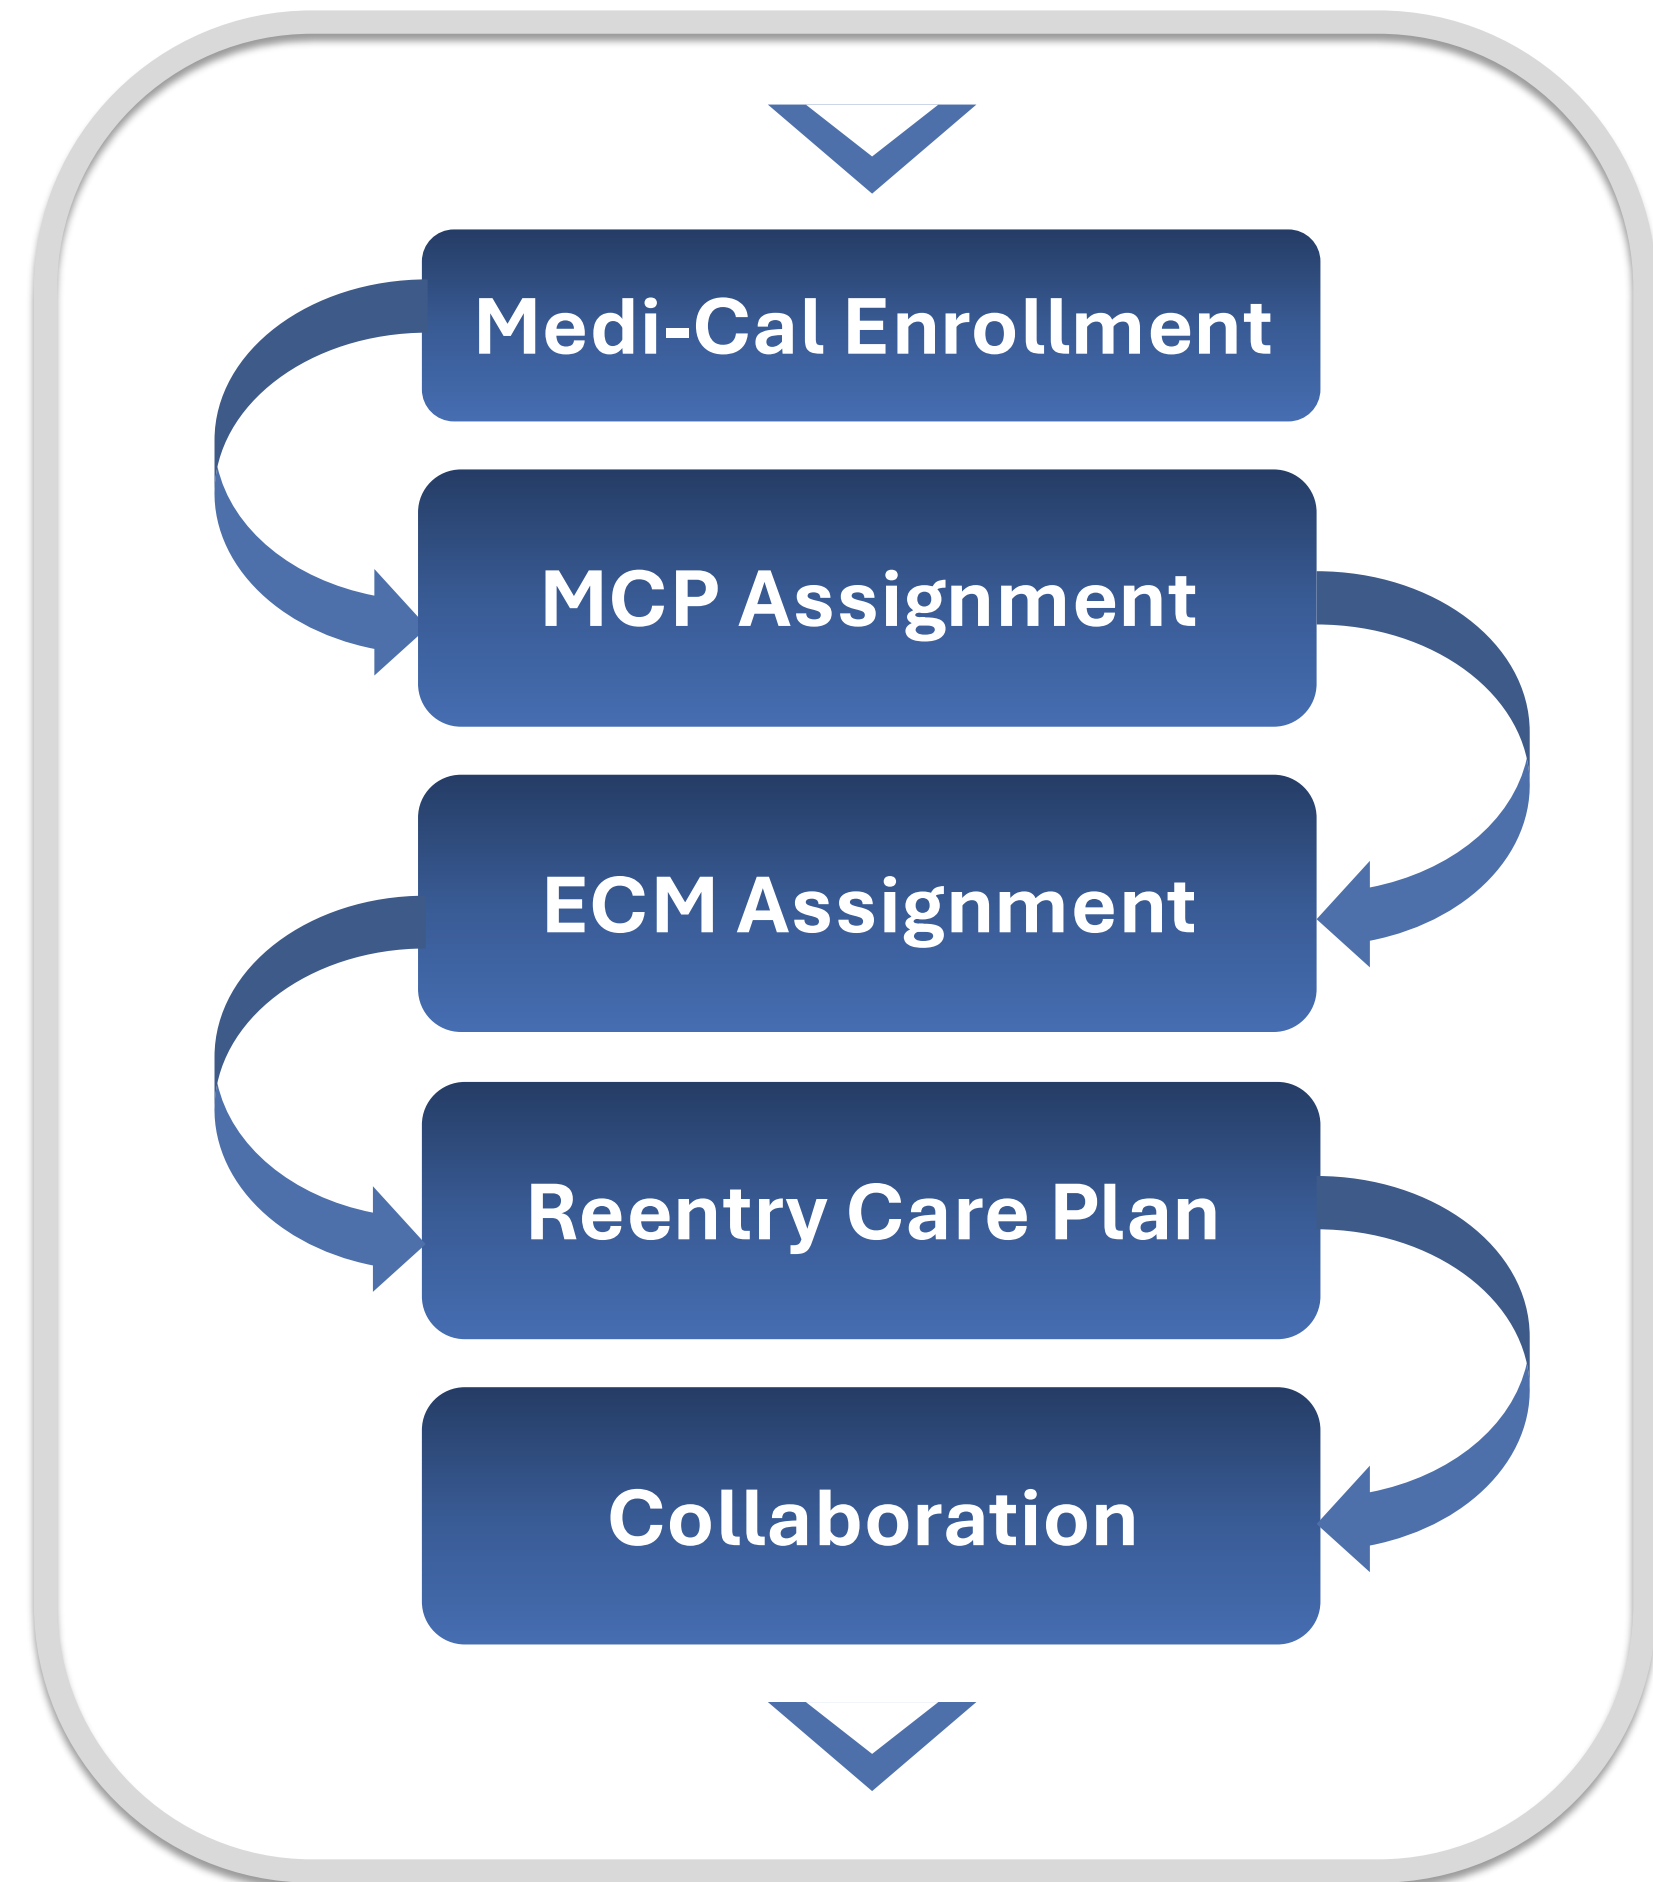 Medi-Cal Enrollment
MCP Assignment
ECM Assignment
Reentry Care Plan
Collaboration